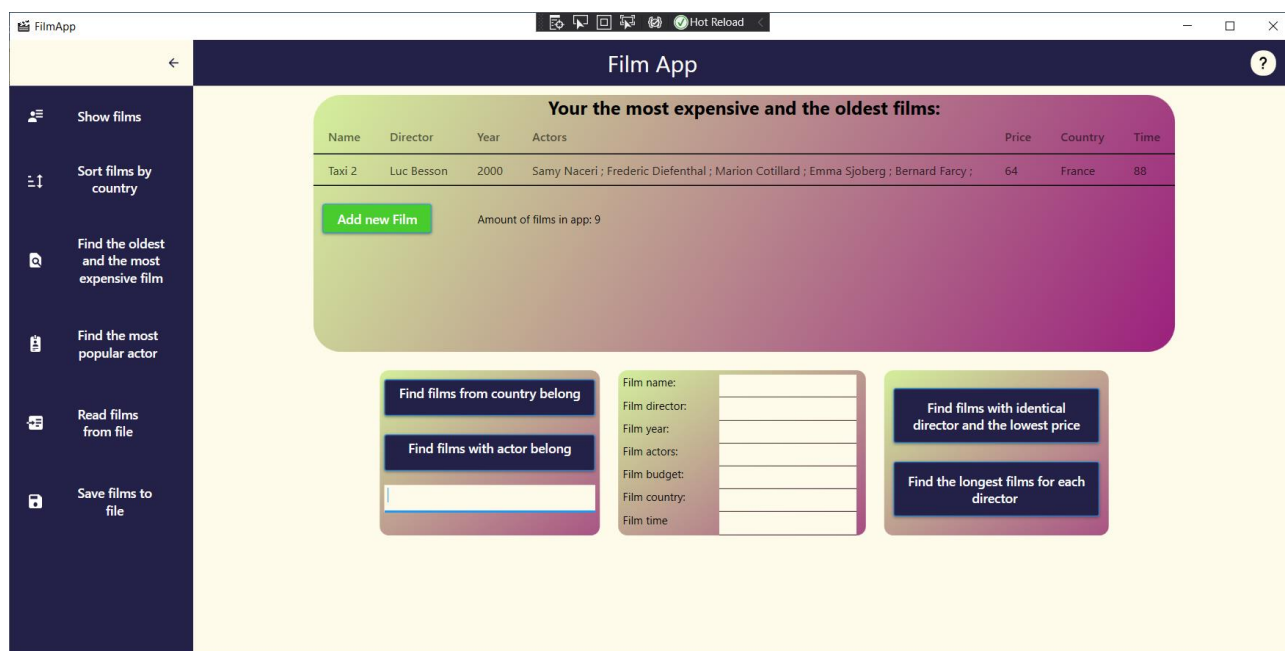 FilmApp
Hot Reload
Film App
?
Show films
Sort films by
country
Find the oldest
and the most
expensive film
Find the most
popular actor
Read films
from file
Save films to
file
Your the most expensive and the oldest films:
Name Director Year Actors Price Country Time
Taxi 2 Luc Besson 2000 Samy Naceri ; Frederic Diefenthal ; Marion Cotillard ; Emma Sjoberg ; Bernard Farcy ; 64 France 88
Add new Film Amount of films in app: 9
Find films from country belong
Find films with actor belong
Film name:
Film director:
Film year:
Film actors:
Film budget:
Film country:
Film time
Find films with identical
director and the lowest price
Find the longest films for each
director